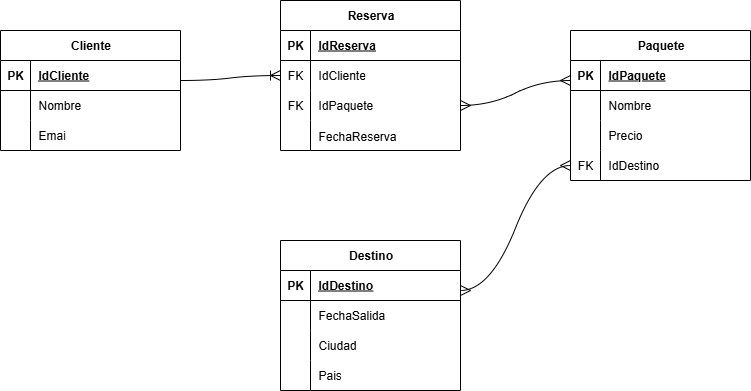 Cliente
PK IdCliente
Nombre
Emai
Reserva
PK IdReserva
FK IdCliente
FK IdPaquete
FechaReserva
Paquete
PK IdPaquete
Nombre
Precio
FK IdDestino
Destino
PK IdDestino
FechaSalida
Ciudad
Pais